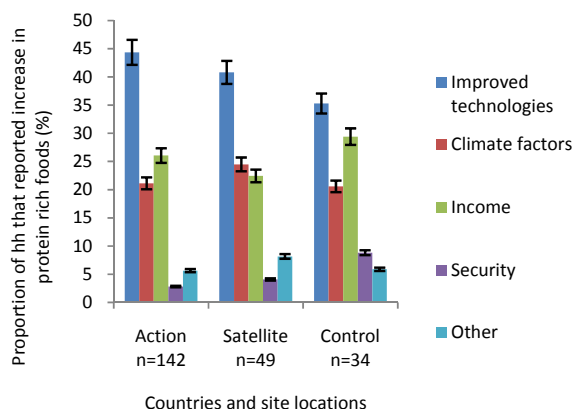 Proportion of hh that reported increase in
protein rich foods (%)
50
45
40
35
30
25
20
15
10
5
0
Action
n=142
Satellite
n=49
Control
n=34
Countries and site locations
Improved
technologies
Climate factors
Income
Security
Other